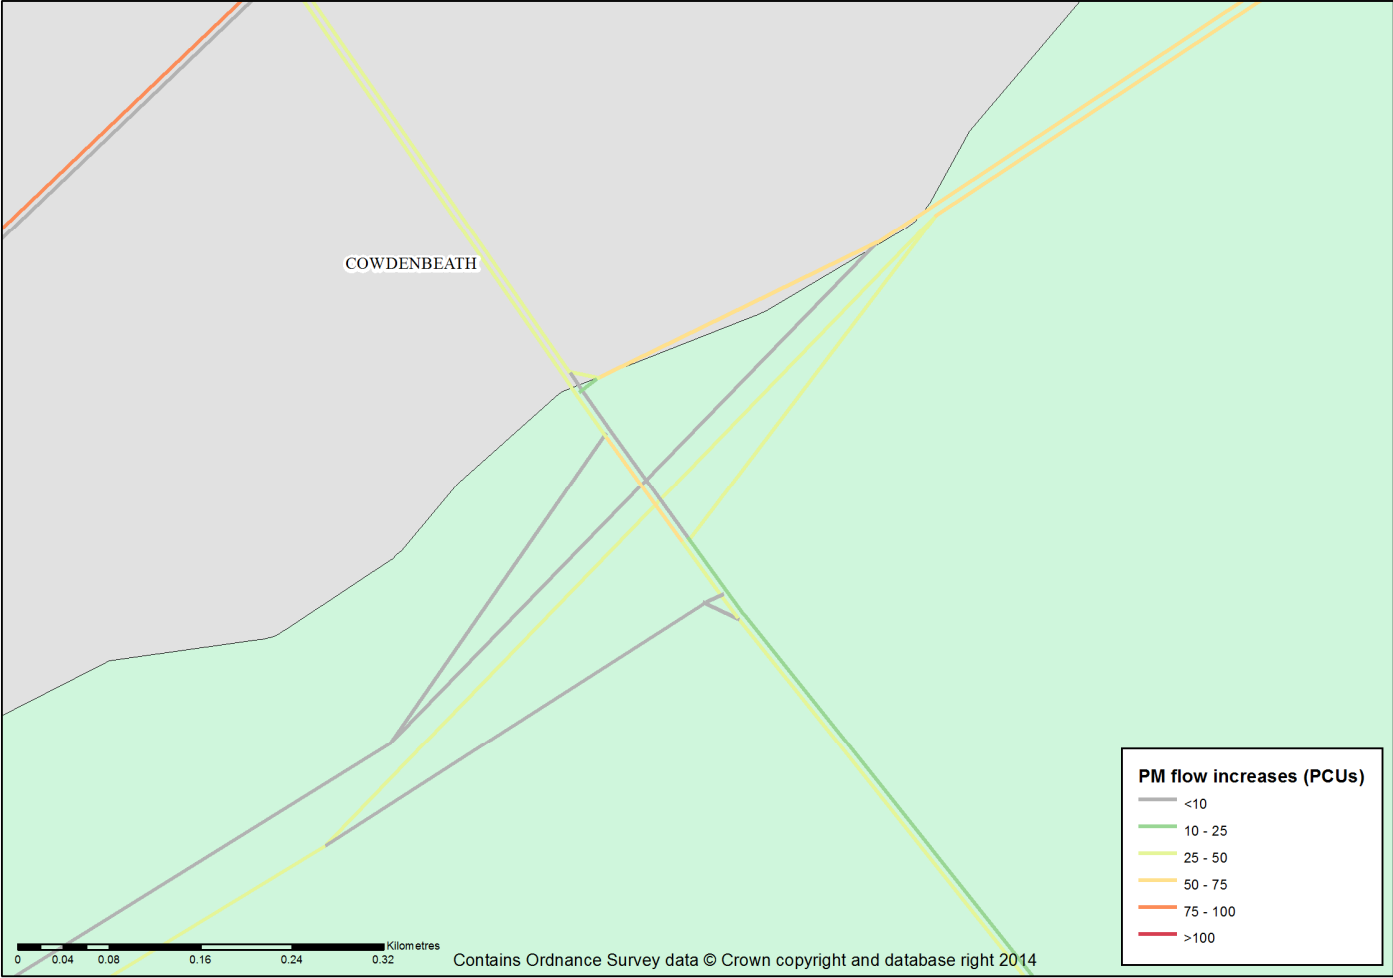 COWDENBEATH
PM flow increases (PCUs)
<10
10 - 25
25 - 50
50 - 75
75 - 100
>100
Kilometres
0 0.04 0.08 0.16 0.24 0.32
Contains Ordnance Survey data © Crown copyright and database right 2014